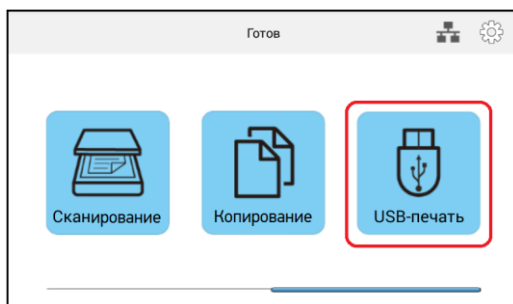 Готов
Сканирование
Копирование
USB-печать